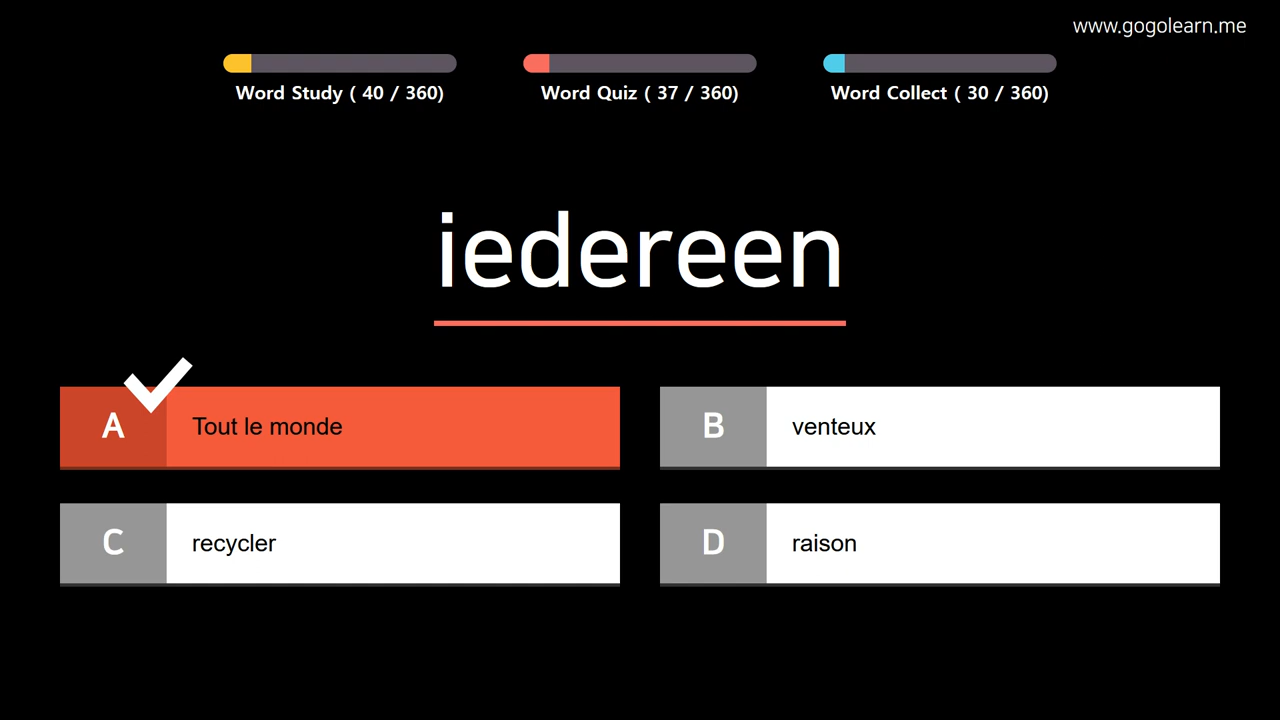 www.gogolearn.me
Word Study ( 40 / 360)
Word Quiz ( 37 / 360)
Word Collect ( 30 / 360)
iedereen
A Tout le monde
B venteux
C recycler
D raison